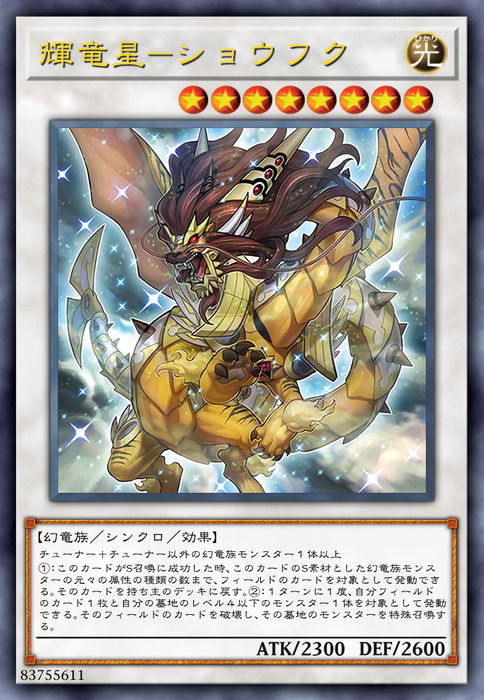 輝竜星－ショウフク
ひかり
光
【幻竜族／シンクロ／効果】
チューナー＋チューナー以外の幻竜族モンスター１体以上
①：このカードがS召喚に成功した時、このカードのS素材とした幻竜族モンス
ターの元々の属性の種類の数まで、フィールドのカードを対象として発動でき
る。そのカードを持ち主のデッキに戻す。②：１ターンに１度、自分フィールド
のカード１枚と自分の墓地のレベル４以下のモンスター１体を対象として発動
できる。そのフィールドのカードを破壊し、その墓地のモンスターを特殊召喚す
る。
ATK/2300 DEF/2600
83755611